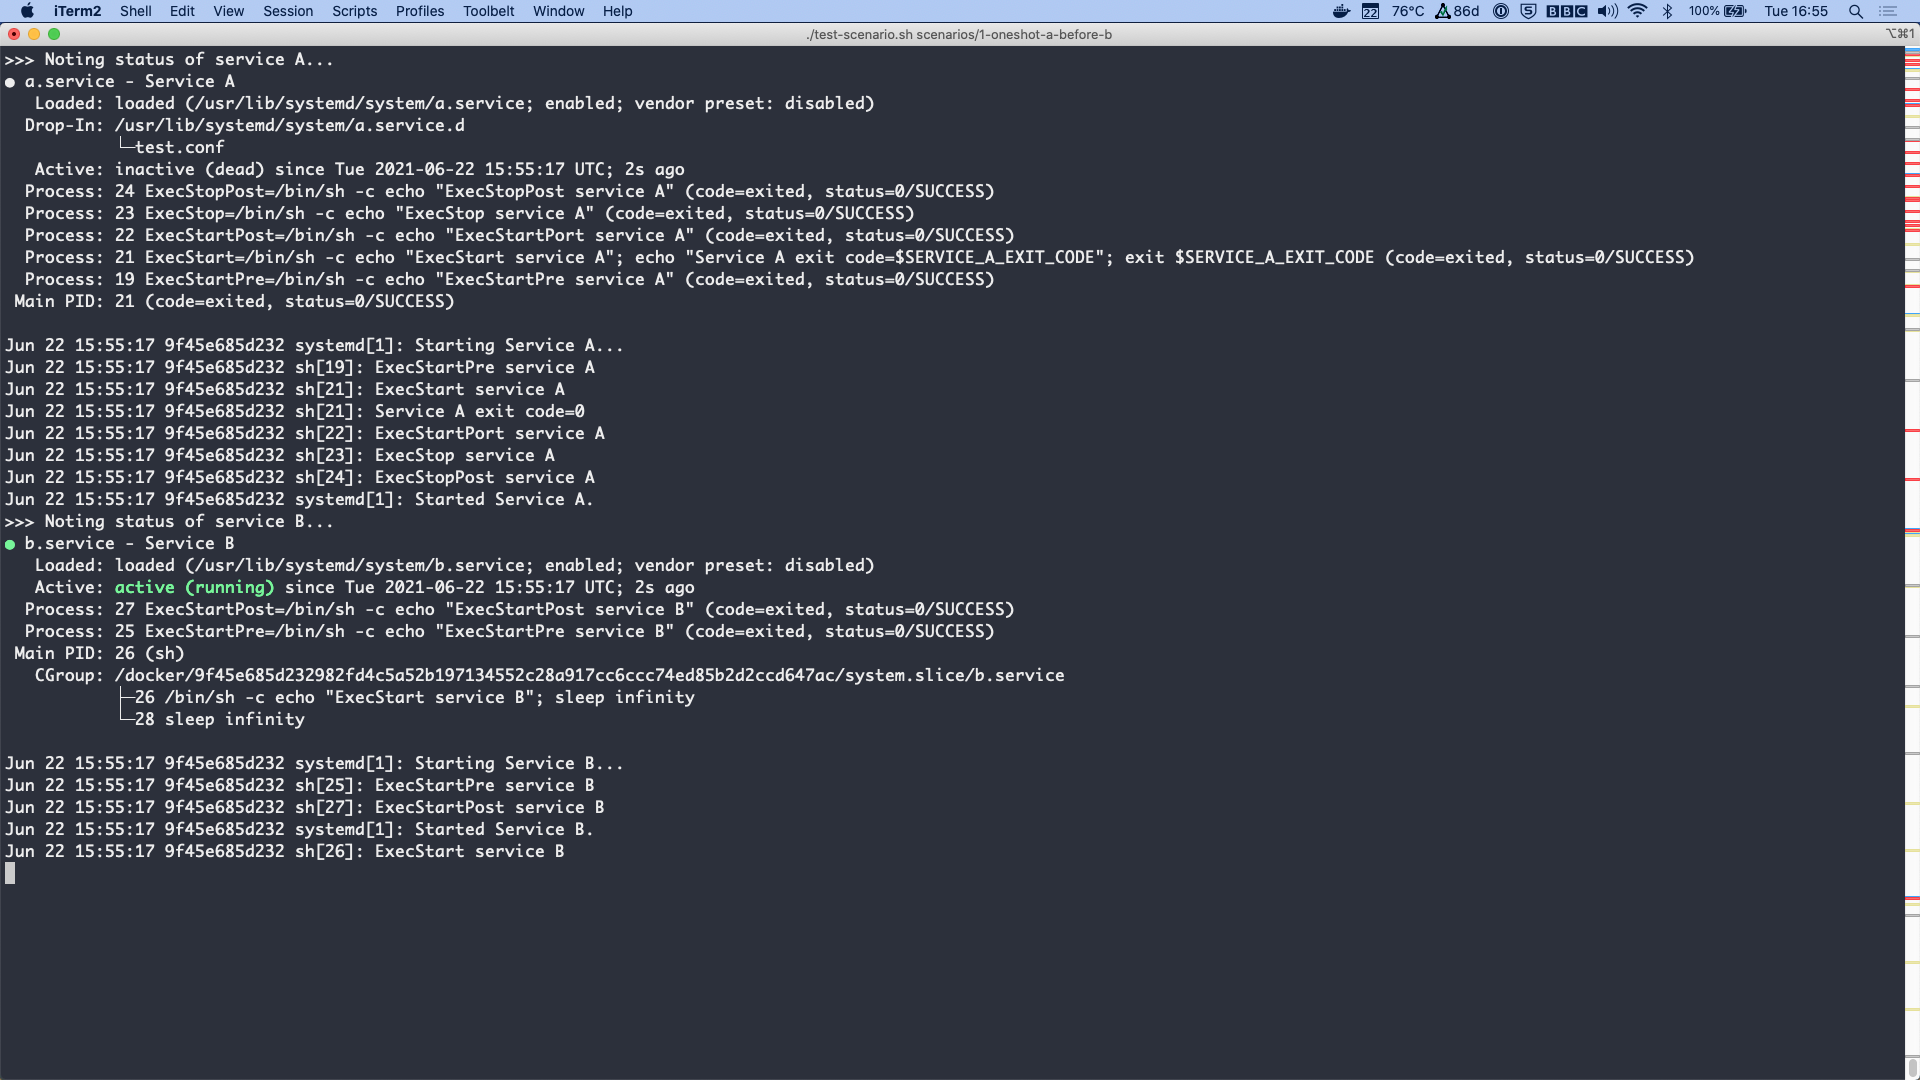 iTerm2 Shell Edit View Session Scripts Profiles Toolbelt Window Help 22 76°C 86d BBC 100% Tue 16:55
./test-scenario.sh scenarios/1-oneshot-a-before-b ⌥⌘1
>>> Noting status of service A...
● a.service - Service A
Loaded: loaded (/usr/lib/systemd/system/a.service; enabled; vendor preset: disabled)
Drop-In: /usr/lib/systemd/system/a.service.d
└─test.conf
Active: inactive (dead) since Tue 2021-06-22 15:55:17 UTC; 2s ago
Process: 24 ExecStopPost=/bin/sh -c echo "ExecStopPost service A" (code=exited, status=0/SUCCESS)
Process: 23 ExecStop=/bin/sh -c echo "ExecStop service A" (code=exited, status=0/SUCCESS)
Process: 22 ExecStartPost=/bin/sh -c echo "ExecStartPort service A" (code=exited, status=0/SUCCESS)
Process: 21 ExecStart=/bin/sh -c echo "ExecStart service A"; echo "Service A exit code=$SERVICE_A_EXIT_CODE"; exit $SERVICE_A_EXIT_CODE (code=exited, status=0/SUCCESS)
Process: 19 ExecStartPre=/bin/sh -c echo "ExecStartPre service A" (code=exited, status=0/SUCCESS)
Main PID: 21 (code=exited, status=0/SUCCESS)
Jun 22 15:55:17 9f45e685d232 systemd[1]: Starting Service A...
Jun 22 15:55:17 9f45e685d232 sh[19]: ExecStartPre service A
Jun 22 15:55:17 9f45e685d232 sh[21]: ExecStart service A
Jun 22 15:55:17 9f45e685d232 sh[21]: Service A exit code=0
Jun 22 15:55:17 9f45e685d232 sh[22]: ExecStartPort service A
Jun 22 15:55:17 9f45e685d232 sh[23]: ExecStop service A
Jun 22 15:55:17 9f45e685d232 sh[24]: ExecStopPost service A
Jun 22 15:55:17 9f45e685d232 systemd[1]: Started Service A.
>>> Noting status of service B...
● b.service - Service B
Loaded: loaded (/usr/lib/systemd/system/b.service; enabled; vendor preset: disabled)
Active: active (running) since Tue 2021-06-22 15:55:17 UTC; 2s ago
Process: 27 ExecStartPost=/bin/sh -c echo "ExecStartPost service B" (code=exited, status=0/SUCCESS)
Process: 25 ExecStartPre=/bin/sh -c echo "ExecStartPre service B" (code=exited, status=0/SUCCESS)
Main PID: 26 (sh)
CGroup: /docker/9f45e685d232982fd4c5a52b197134552c28a917cc6ccc74ed85b2d2ccd647ac/system.slice/b.service
├─26 /bin/sh -c echo "ExecStart service B"; sleep infinity
└─28 sleep infinity
Jun 22 15:55:17 9f45e685d232 systemd[1]: Starting Service B...
Jun 22 15:55:17 9f45e685d232 sh[25]: ExecStartPre service B
Jun 22 15:55:17 9f45e685d232 sh[27]: ExecStartPost service B
Jun 22 15:55:17 9f45e685d232 systemd[1]: Started Service B.
Jun 22 15:55:17 9f45e685d232 sh[26]: ExecStart service B